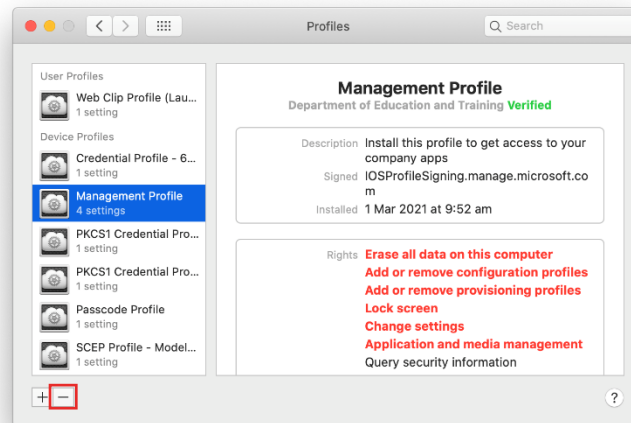 Profiles
Search
User Profiles
Web Clip Profile (Lau...
1 setting
Device Profiles
Credential Profile - 6...
1 setting
Management Profile
4 settings
PKCS1 Credential Pro...
1 setting
PKCS1 Credential Pro...
1 setting
Passcode Profile
1 setting
SCEP Profile - Model...
1 setting
Management Profile
Department of Education and Training Verified
Description Install this profile to get access to your
company apps
Signed IOSProfileSigning.manage.microsoft.co
m
Installed 1 Mar 2021 at 9:52 am
Rights Erase all data on this computer
Add or remove configuration profiles
Add or remove provisioning profiles
Lock screen
Change settings
Application and media management
Query security information
+ −
?